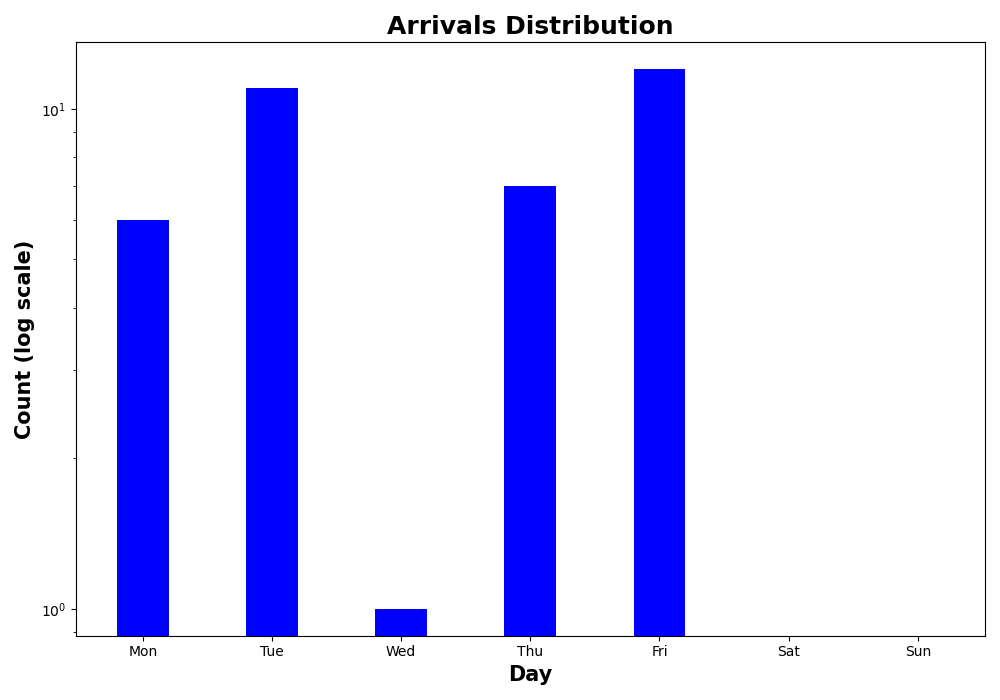 Arrivals Distribution
Count (log scale)
10¹
10⁰
Mon Tue Wed Thu Fri Sat Sun
Day